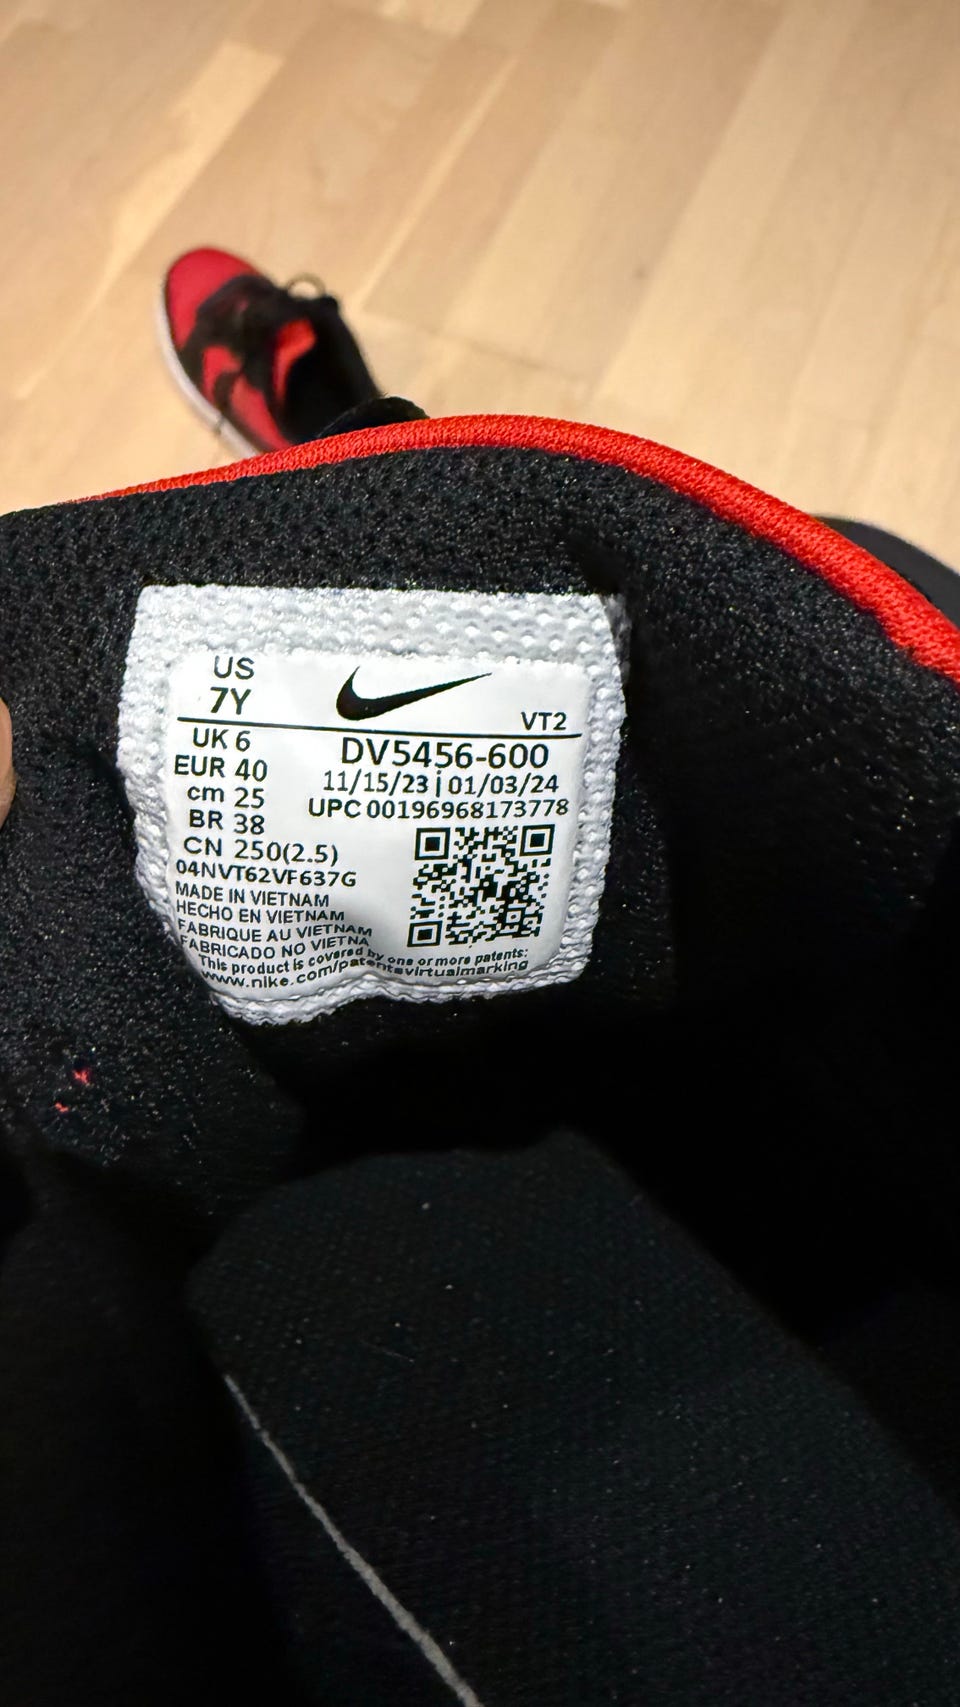 US
7Y
VT2
UK 6
DV5456-600
EUR 40
11/15/23 | 01/03/24
cm 25
UPC 00196968173778
BR 38
CN 250(2.5)
04NVT62VF637G
MADE IN VIETNAM
HECHO EN VIETNAM
FABRIQUE AU VIETNAM
FABRICADO NO VIETNA
This product is covered by one or more patents:
www.nike.com/patentsvirtualmarking